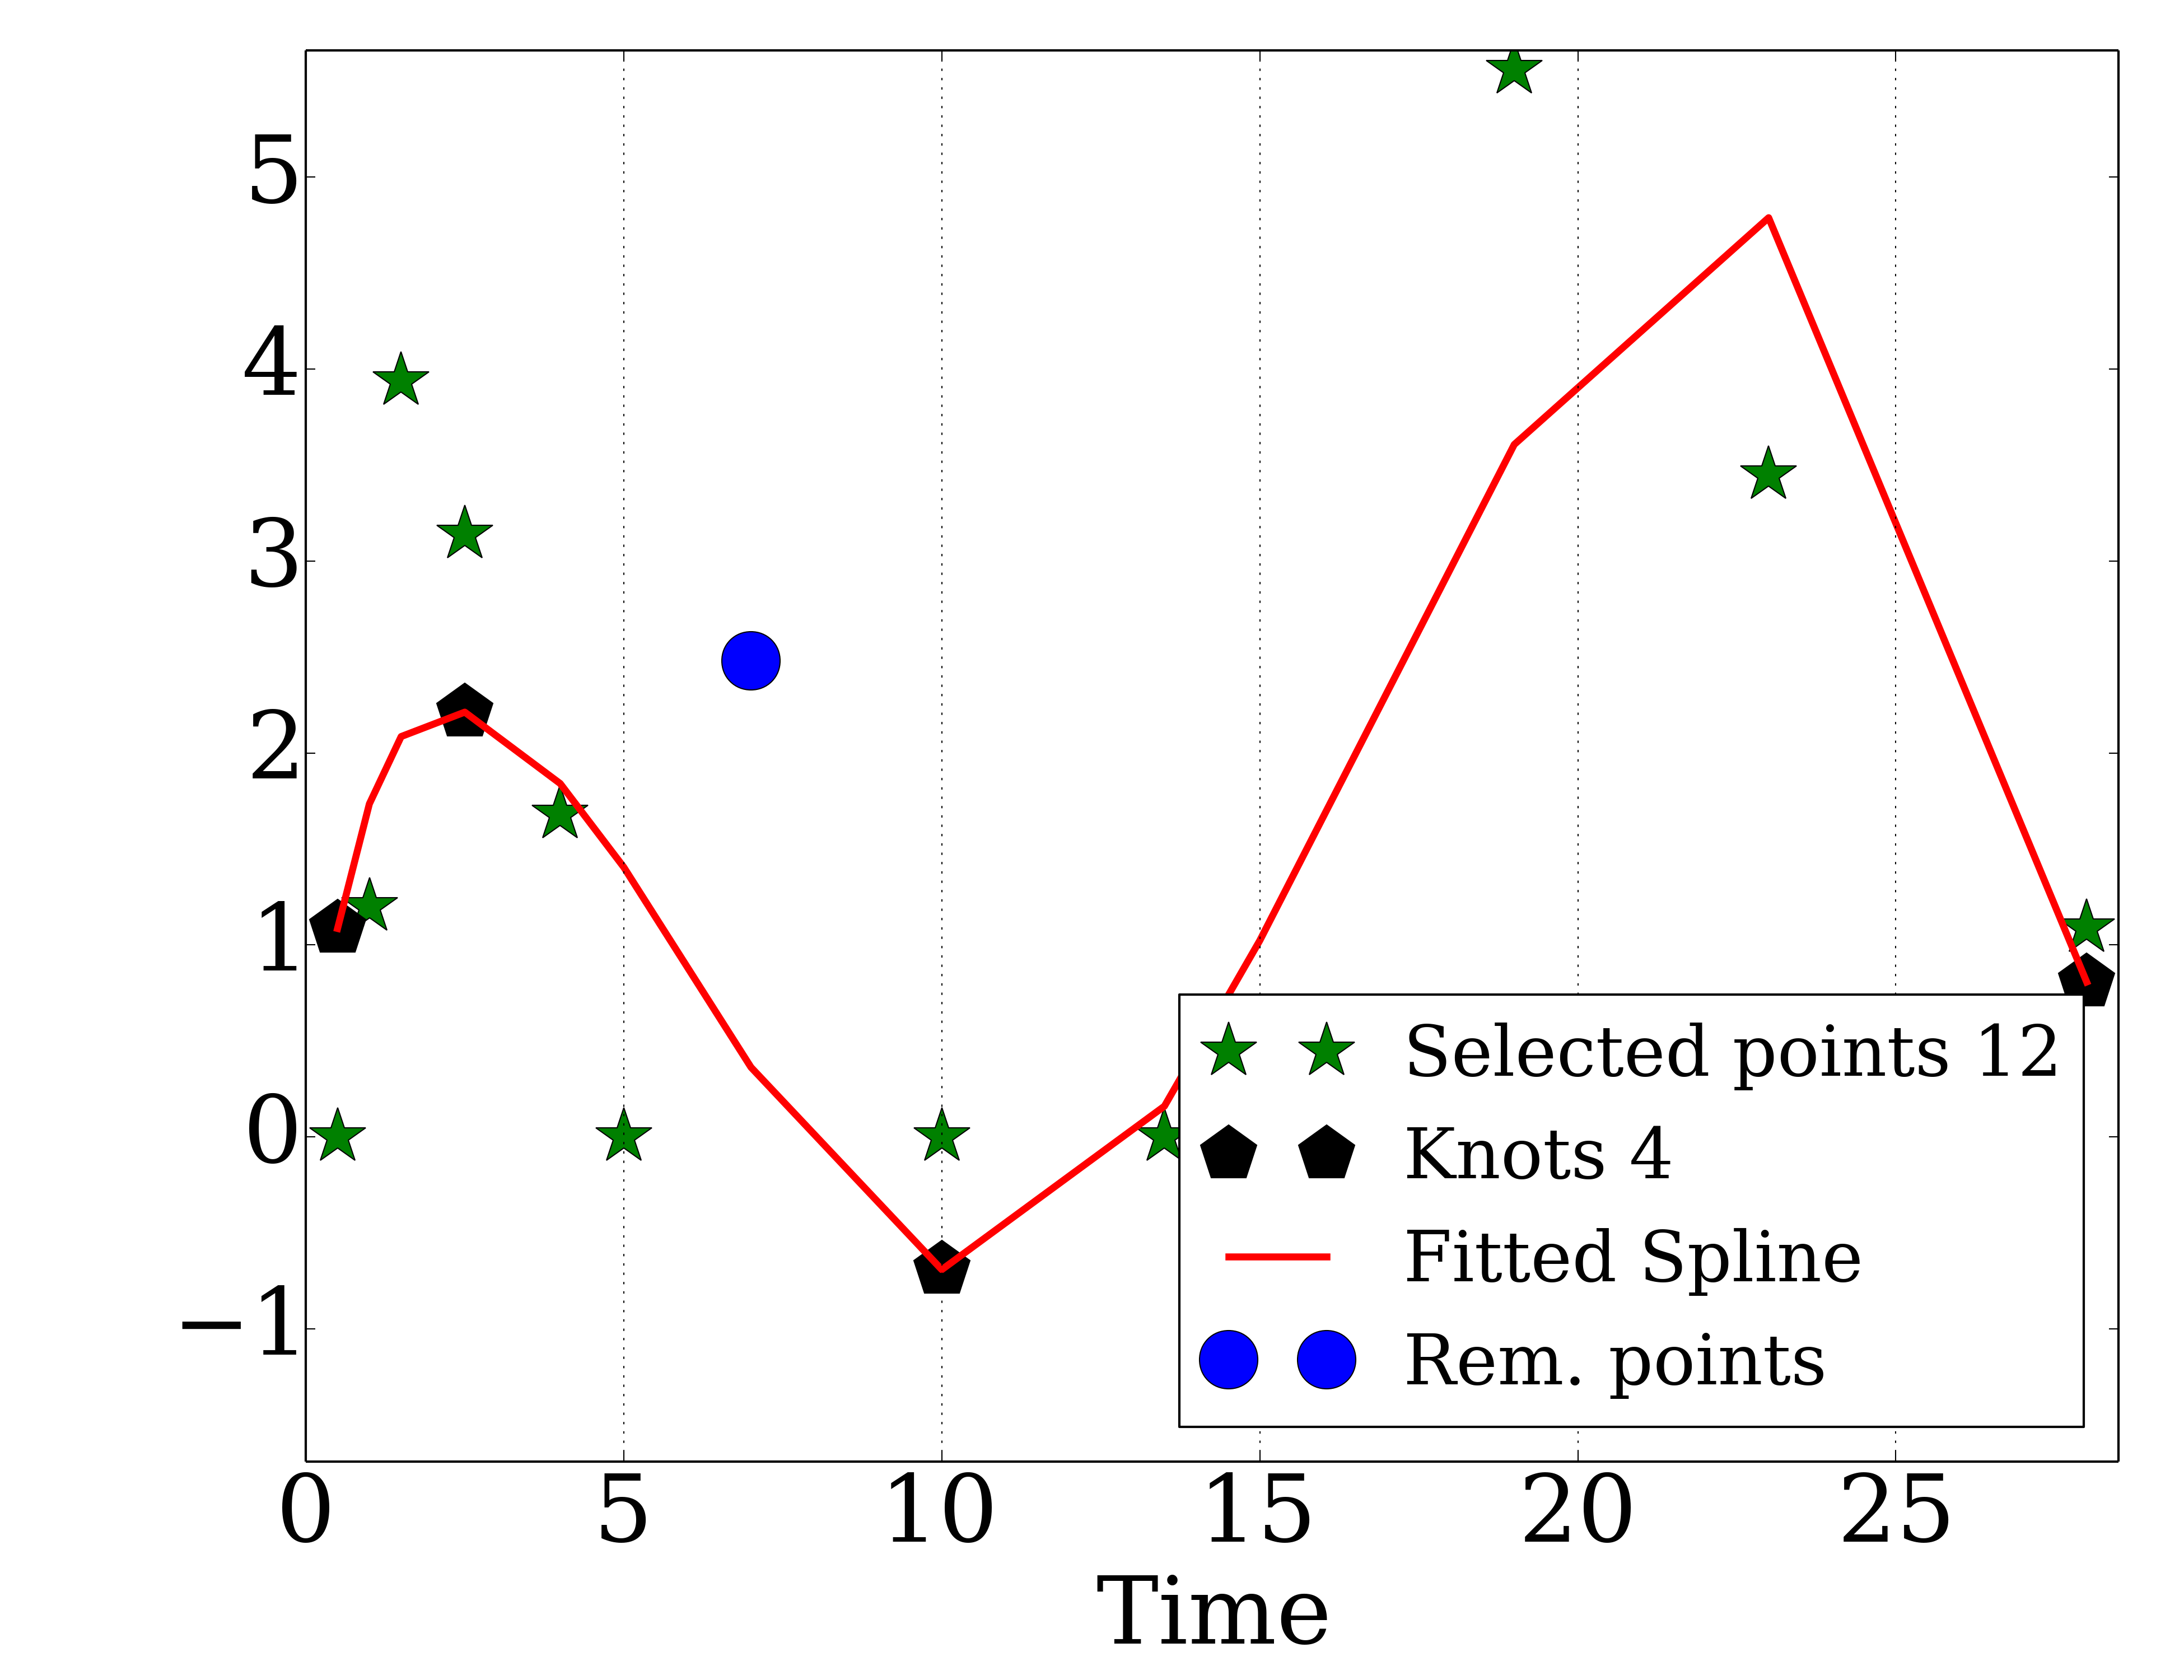 5
4
3
2
1
0
−1
Selected points 12
Knots 4
Fitted Spline
Rem. points
0 5 10 15 20 25
Time